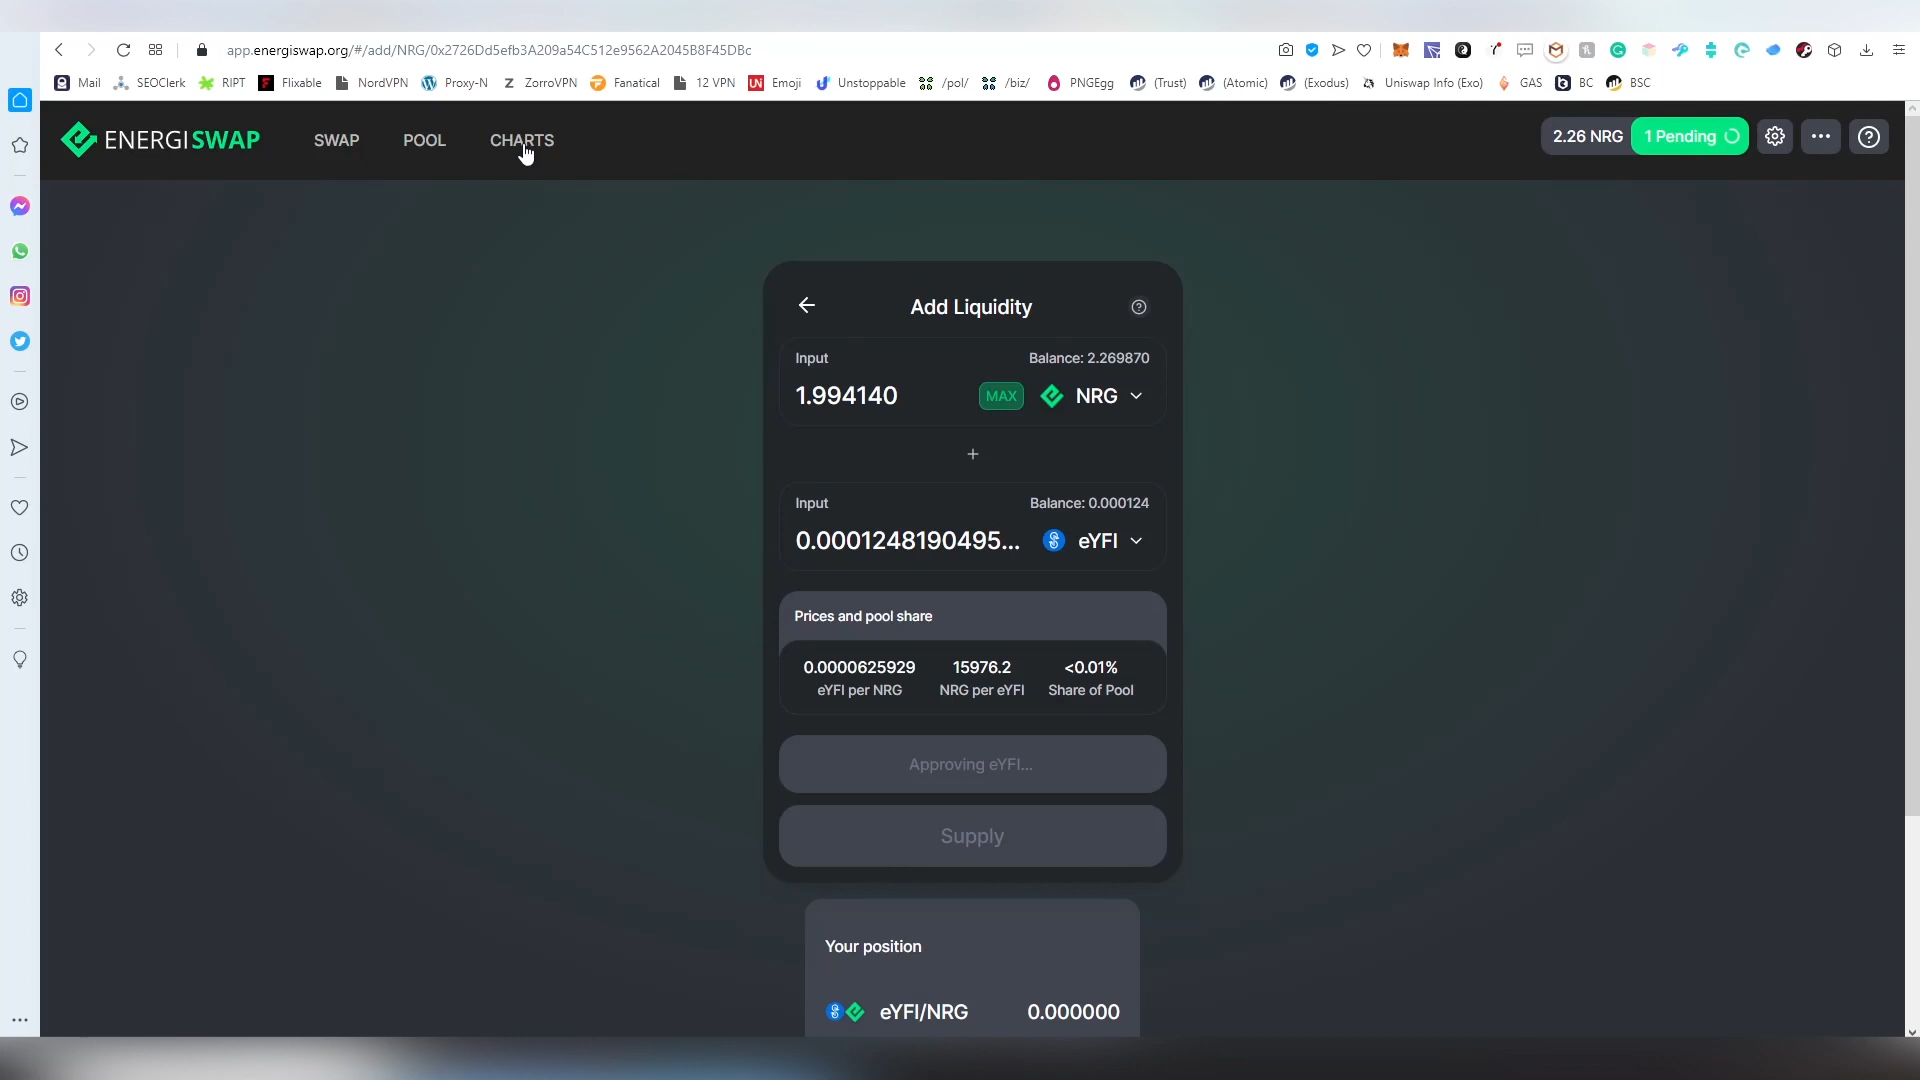 app.energiswap.org/#/add/NRG/0x2726Dd5efb3A209a54C512e9562A2045B8F45DBc
Mail SEOClerk RIPT Flixable NordVPN Proxy-N ZorroVPN Fanatical 12 VPN Emoji Unstoppable /pol/ /biz/ PNGEgg (Trust) (Atomic) (Exodus) Uniswap Info (Exo) GAS BC BSC
ENERGISWAP SWAP POOL CHARTS 2.26 NRG 1 Pending
Add Liquidity
Input Balance: 2.269870
1.994140 MAX NRG
+
Input Balance: 0.000124
0.0001248190495... eYFI
Prices and pool share
0.0000625929 15976.2 <0.01%
eYFI per NRG NRG per eYFI Share of Pool
Approving eYFI...
Supply
Your position
eYFI/NRG 0.000000